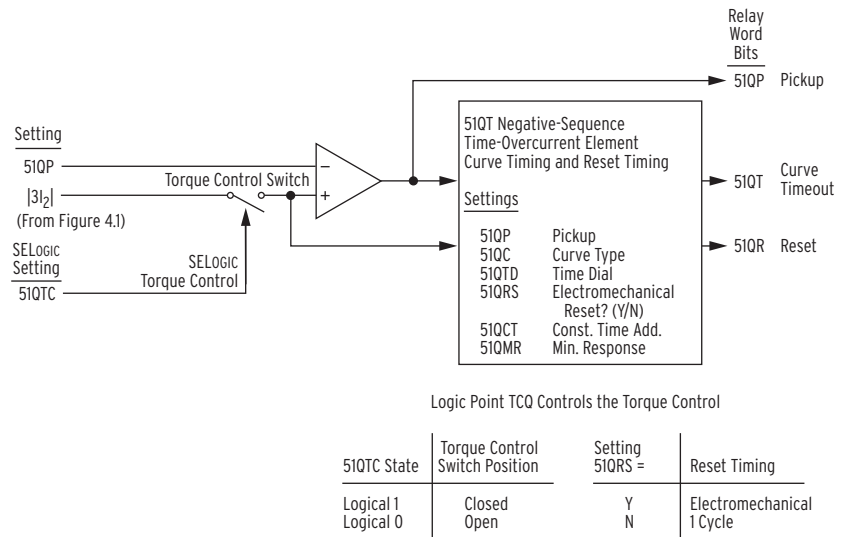 Relay
Word
Bits
51QP Pickup
Setting
51QP
|3I2|
(From Figure 4.1)
SELOGIC
Setting
51QTC
Torque Control Switch
SELOGIC
Torque Control
−
+
51QT Negative-Sequence
Time-Overcurrent Element
Curve Timing and Reset Timing
Settings
51QP Pickup
51QC Curve Type
51QTD Time Dial
51QRS Electromechanical
Reset? (Y/N)
51QCT Const. Time Add.
51QMR Min. Response
51QT Curve
Timeout
51QR Reset
Logic Point TCQ Controls the Torque Control
51QTC State Torque Control
Switch Position
Logical 1 Closed
Logical 0 Open
Setting
51QRS = Reset Timing
Y Electromechanical
N 1 Cycle